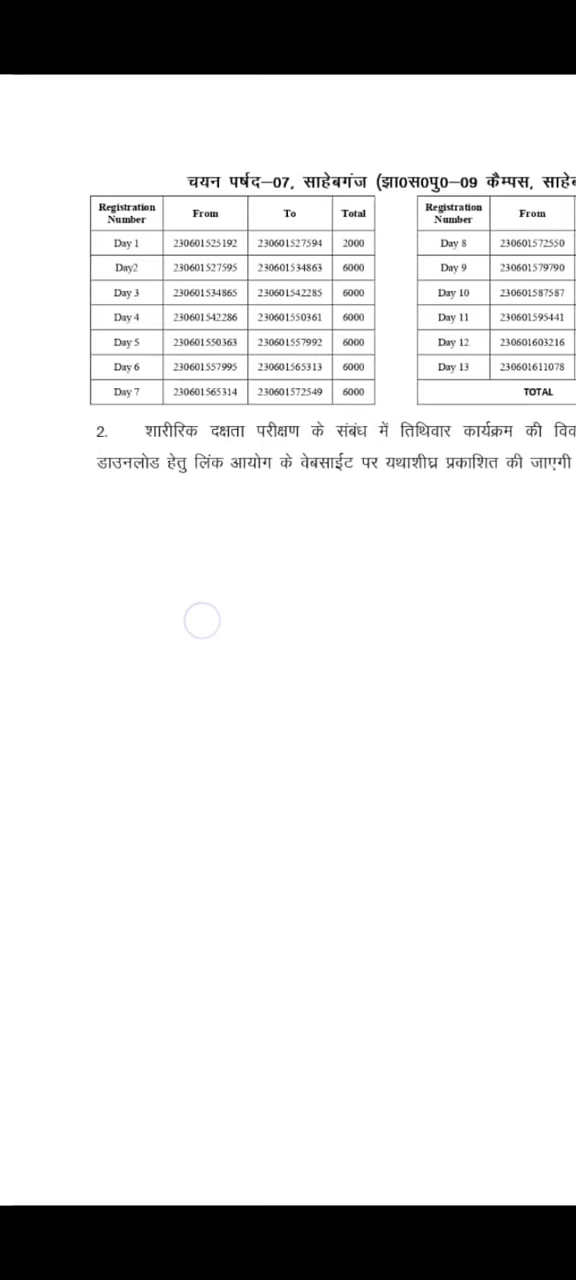 चयन पर्षद–07, साहेबगंज (झा0स0पु0–09 कैम्पस,
Registration Number From To Total
Day 1 230601525192 230601527594 2000
Day2 230601527595 230601534863 6000
Day 3 230601534865 230601542285 6000
Day 4 230601542286 230601550361 6000
Day 5 230601550363 230601557992 6000
Day 6 230601557995 230601565313 6000
Day 7 230601565314 230601572549 6000
Registration Number From
Day 8 230601572550
Day 9 230601579790
Day 10 230601587587
Day 11 230601595441
Day 12 230601603216
Day 13 230601611078
TOTAL
2. शारीरिक दक्षता परीक्षण के संबंध में तिथिवार कार्यक्रम की
डाउनलोड हेतु लिंक आयोग के वेबसाईट पर यथाशीघ्र प्रकाशित की जाएगी